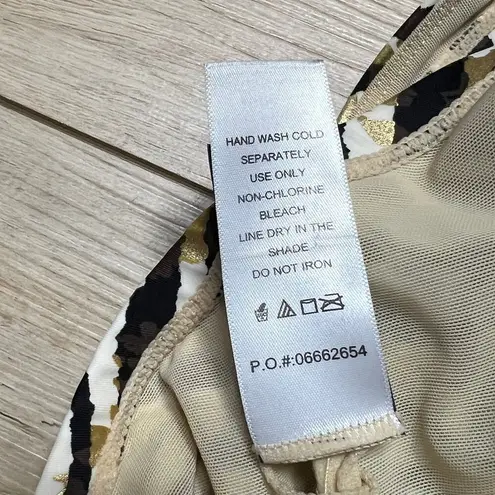 HAND WASH COLD
SEPARATELY
USE ONLY
NON-CHLORINE
BLEACH
LINE DRY IN THE
SHADE
DO NOT IRON
P.O.#:06662654